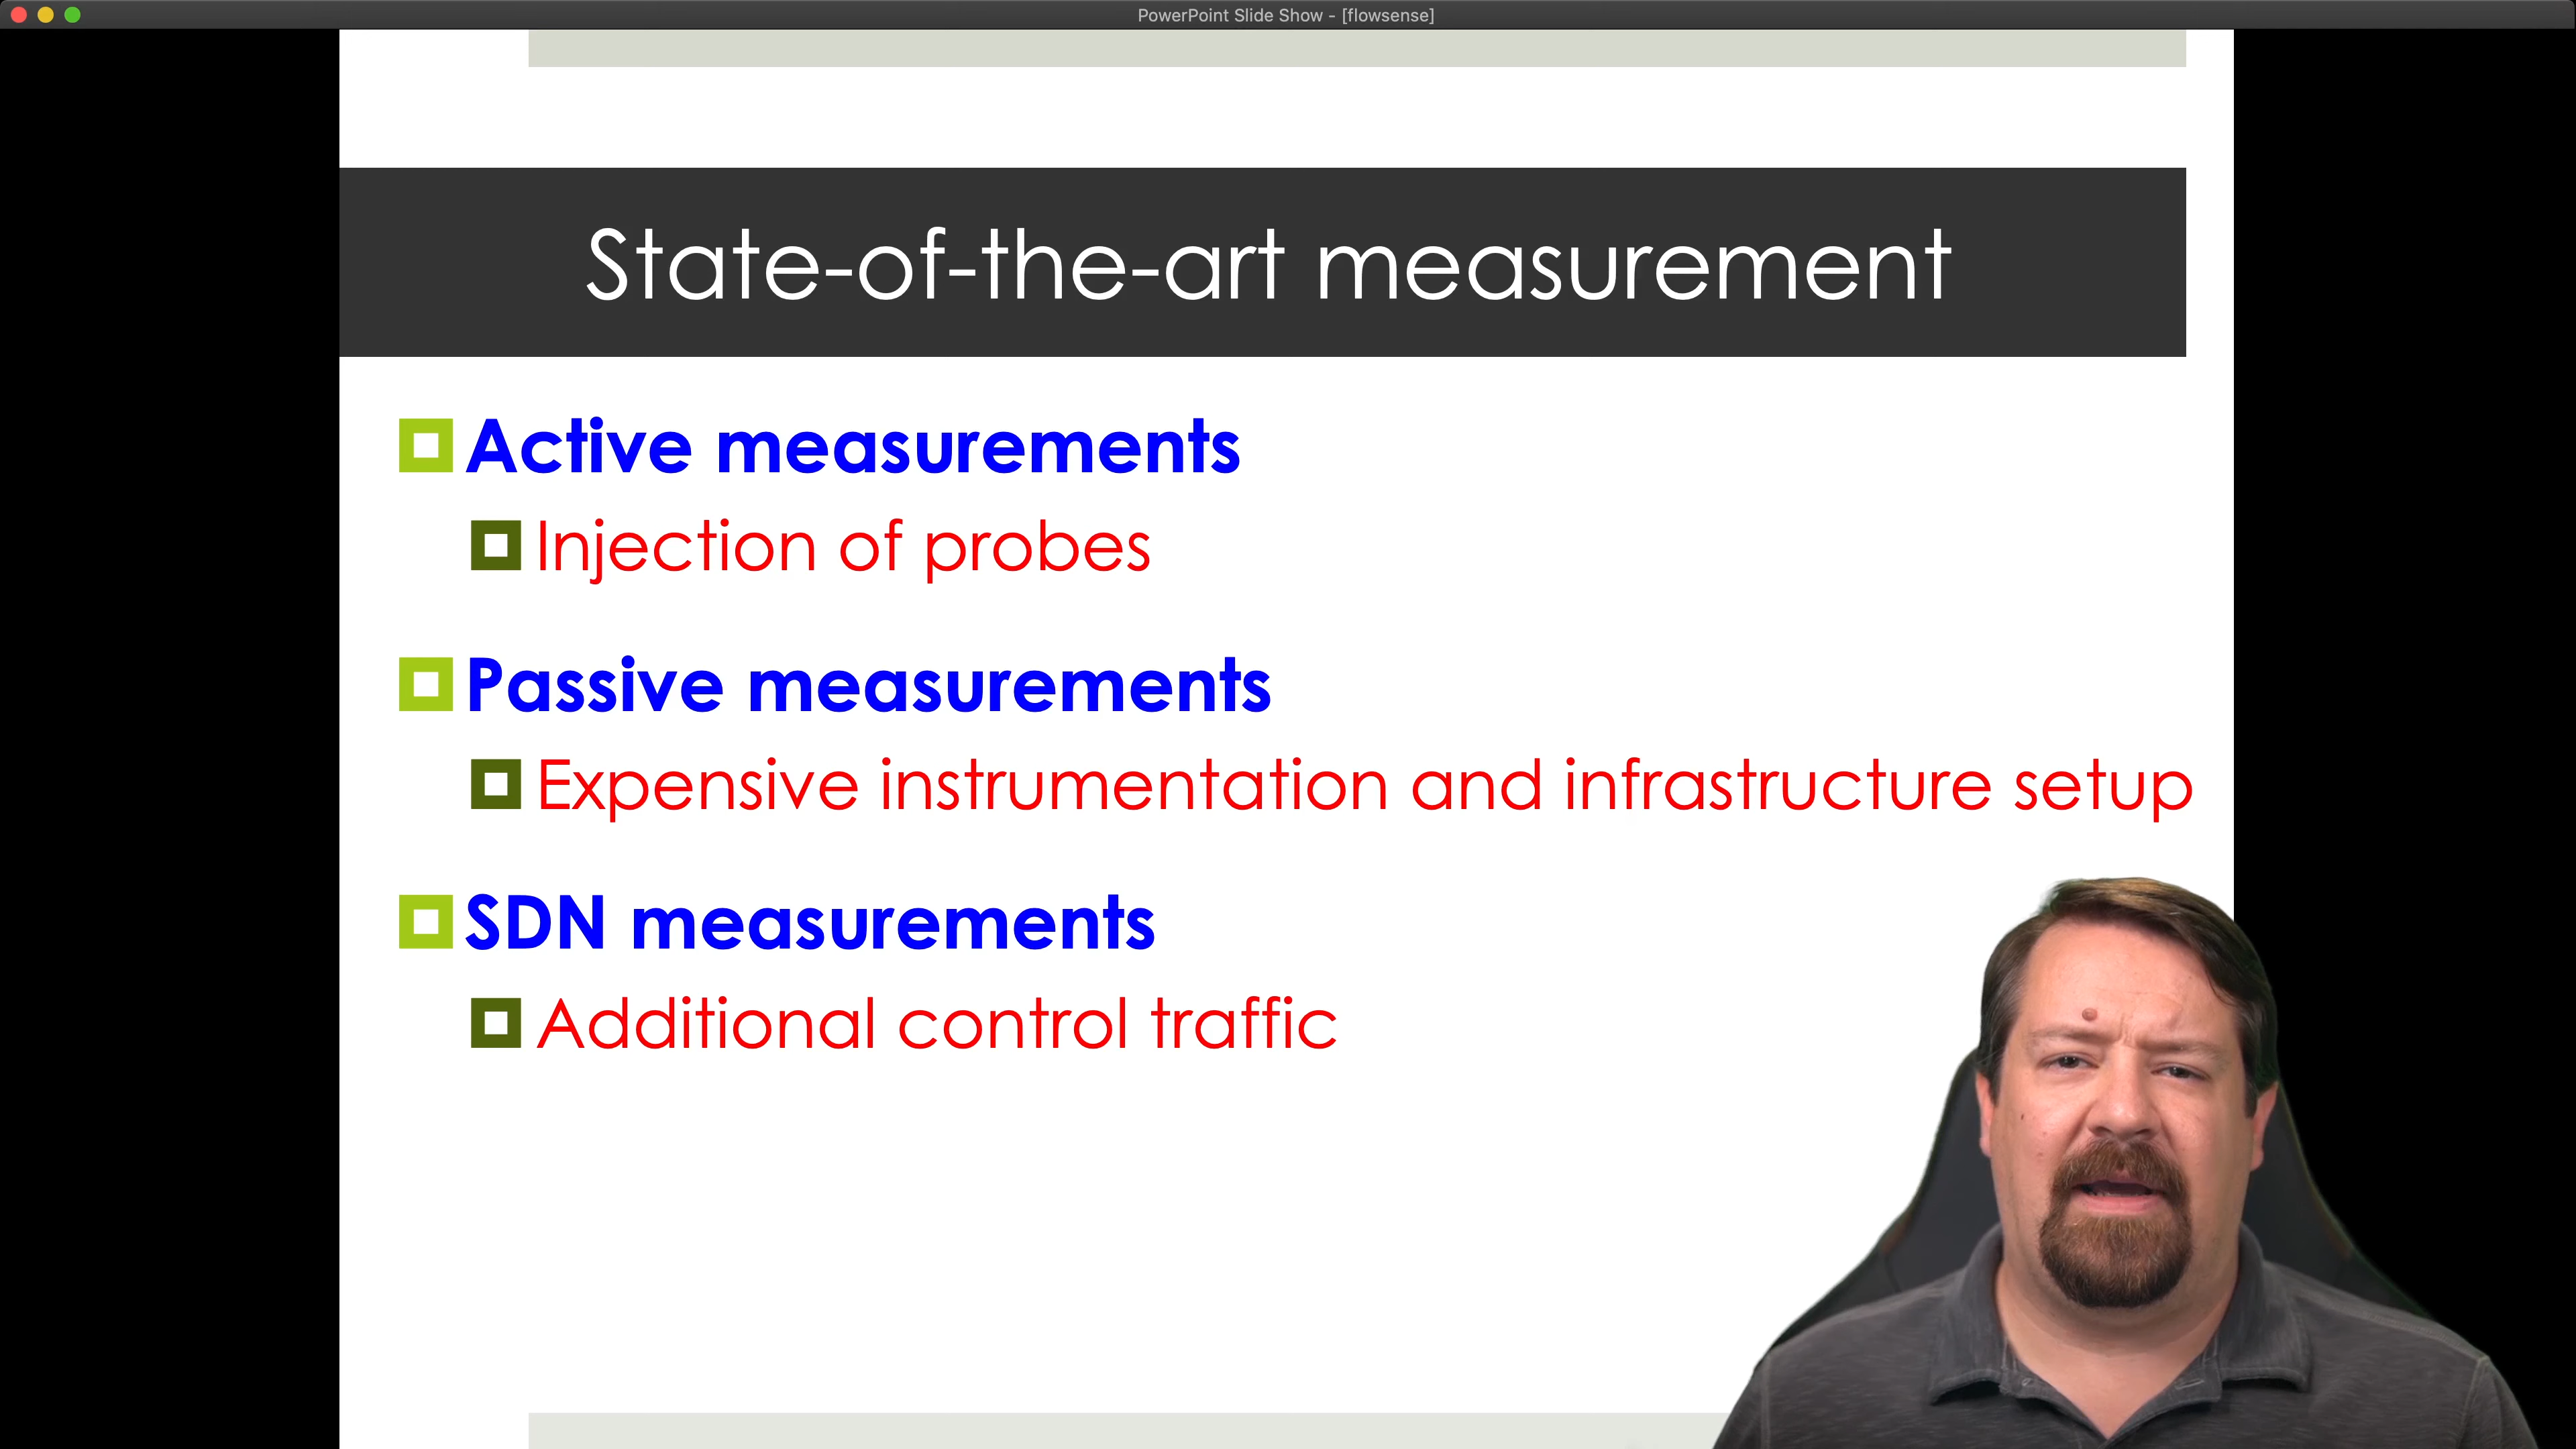 PowerPoint Slide Show - [flowsense]
State-of-the-art measurement
Active measurements
Injection of probes
Passive measurements
Expensive instrumentation and infrastructure setup
SDN measurements
Additional control traffic